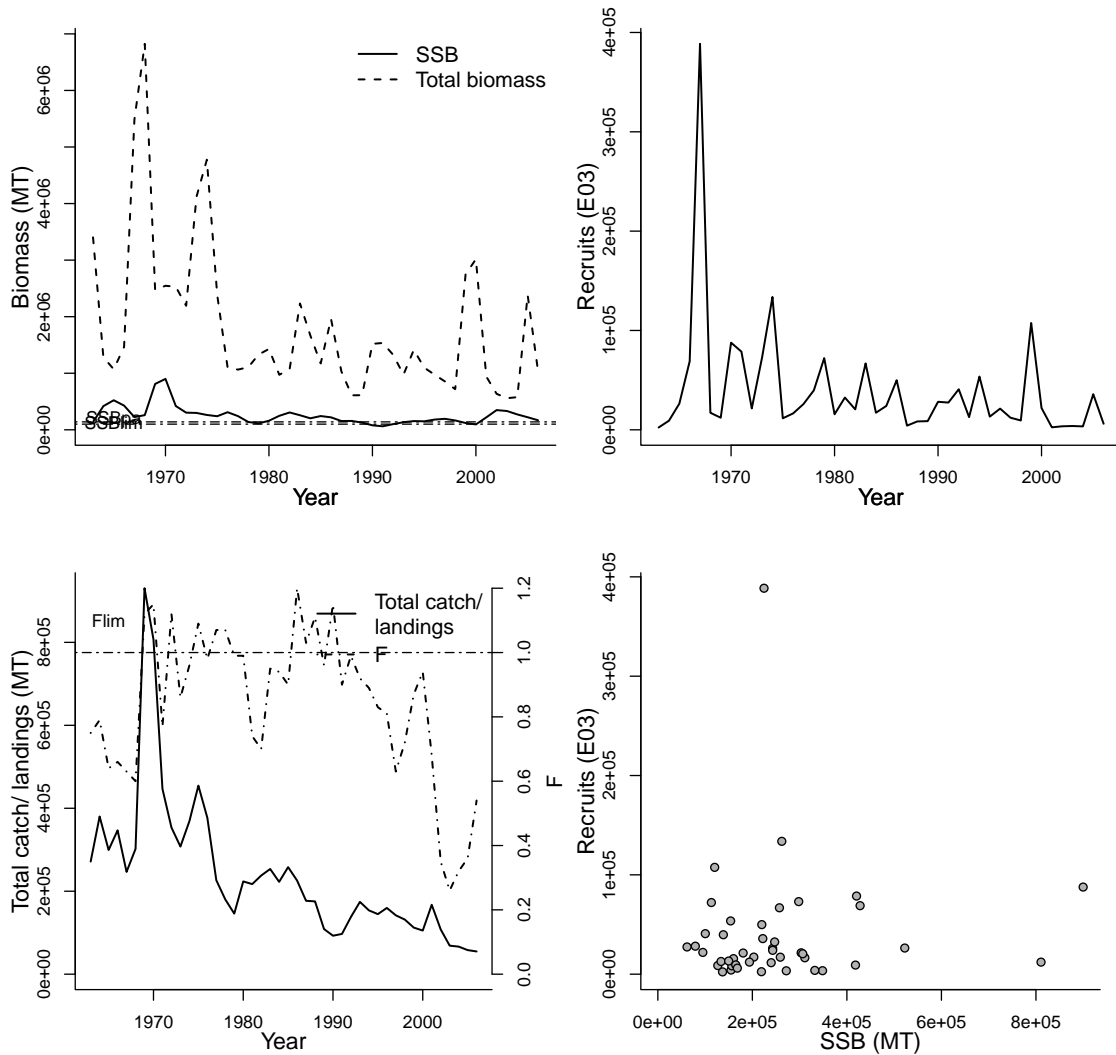 Biomass (MT)
6e+06
4e+06
2e+06
0e+00
SSB
Total biomass
SSBlim
1970 1980 1990 2000
Year
Recruits (E03)
4e+05
3e+05
2e+05
1e+05
0e+00
1970 1980 1990 2000
Year
Total catch/ landings (MT)
8e+05
6e+05
4e+05
2e+05
0e+00
Flim
Total catch/
landings
F
1.2
1.0
0.8
0.6
0.4
0.2
0.0
F
1970 1980 1990 2000
Year
Recruits (E03)
4e+05
3e+05
2e+05
1e+05
0e+00
0e+00 2e+05 4e+05 6e+05 8e+05
SSB (MT)